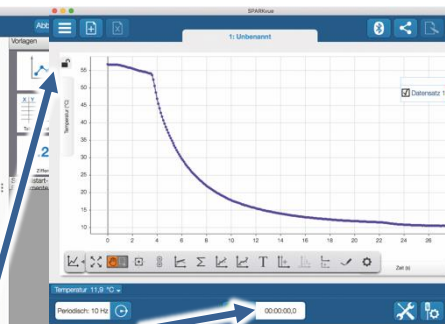 SPARKvue
Abb
1: Unbenannt
Vorlagen
Datensatz 1
Temperatur (°C)
55
50
45
40
35
30
25
20
15
10
0 2 4 6 8 10 12 14 16 18 20 22 24 26
Zeit (s)
X Y
.2
Σ T
Temperatur 11,9 °C
Periodisch: 10 Hz
00:00:00,0